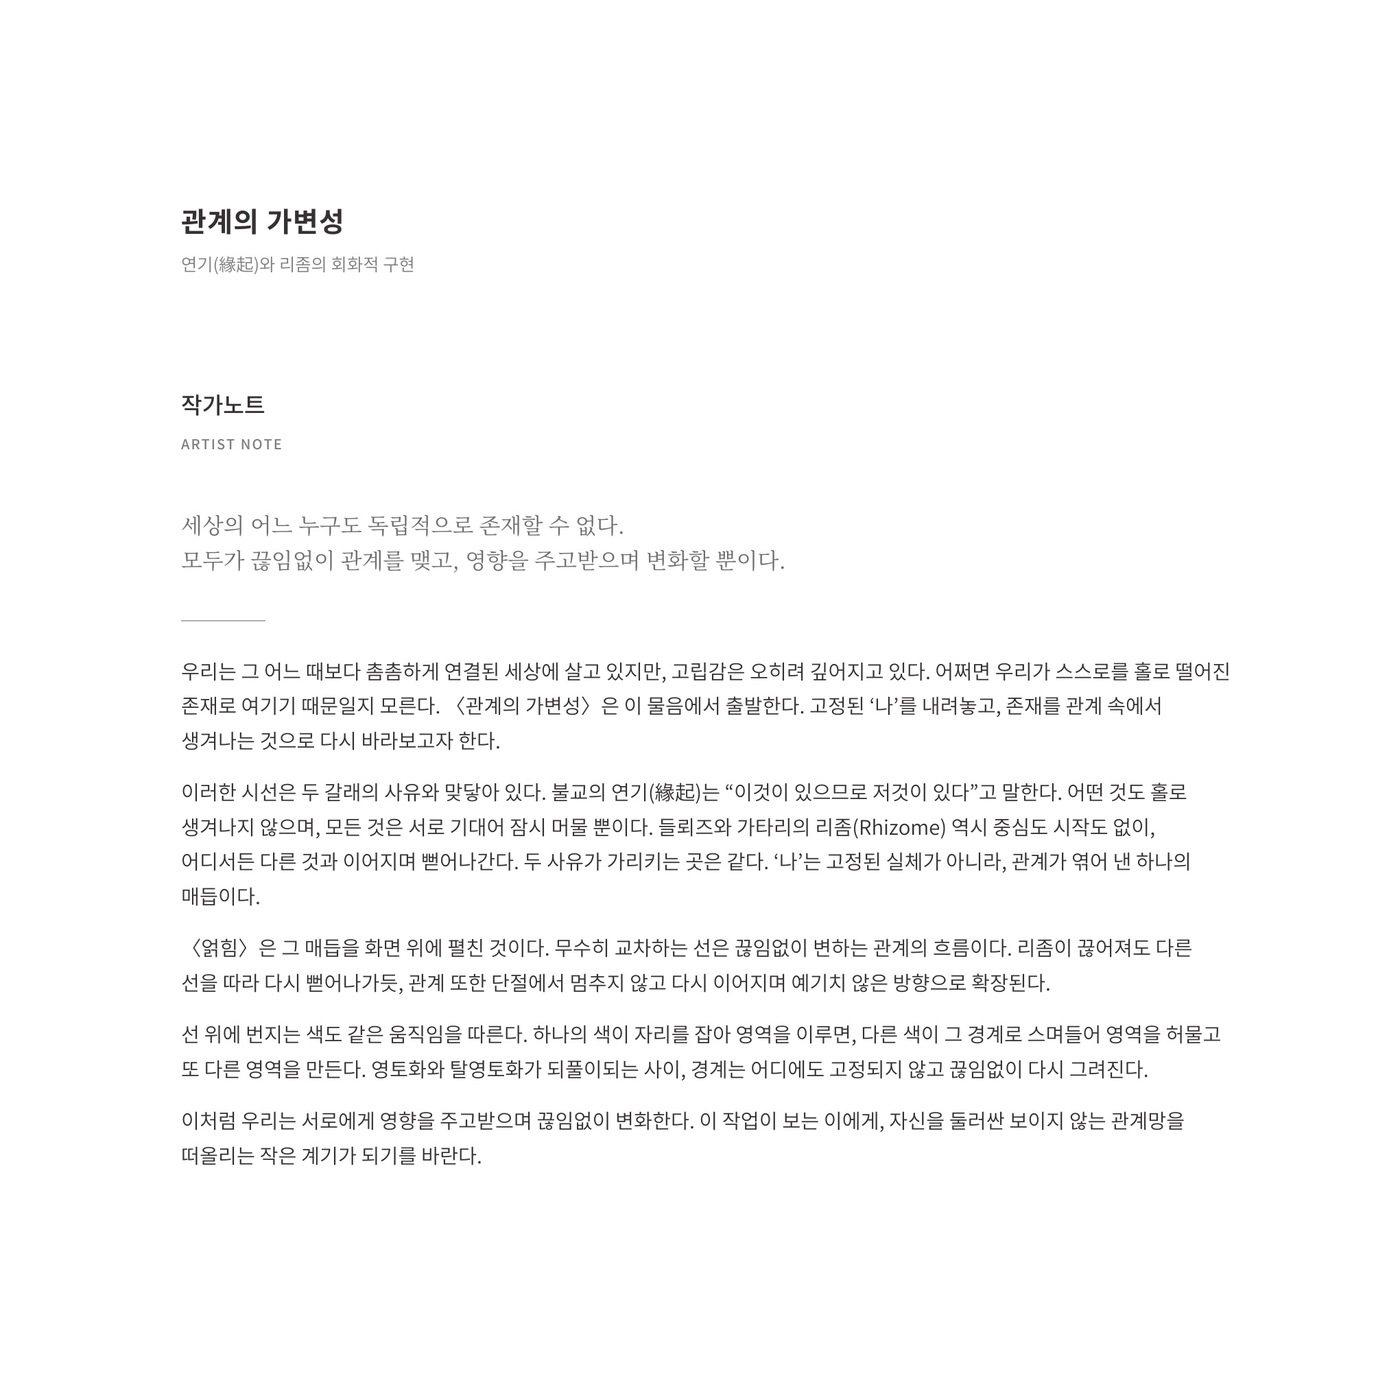 관계의 가변성
연기(緣起)와 리좀의 회화적 구현
작가노트
ARTIST NOTE
세상의 어느 누구도 독립적으로 존재할 수 없다.
모두가 끊임없이 관계를 맺고, 영향을 주고받으며 변화할 뿐이다.
우리는 그 어느 때보다 촘촘하게 연결된 세상에 살고 있지만, 고립감은 오히려 깊어지고 있다. 어쩌면 우리가 스스로를 홀로 떨어진
존재로 여기기 때문일지 모른다. 〈관계의 가변성〉은 이 물음에서 출발한다. 고정된 ‘나’를 내려놓고, 존재를 관계 속에서
생겨나는 것으로 다시 바라보고자 한다.
이러한 시선은 두 갈래의 사유와 맞닿아 있다. 불교의 연기(緣起)는 “이것이 있으므로 저것이 있다”고 말한다. 어떤 것도 홀로
생겨나지 않으며, 모든 것은 서로 기대어 잠시 머물 뿐이다. 들뢰즈와 가타리의 리좀(Rhizome) 역시 중심도 시작도 없이,
어디서든 다른 것과 이어지며 뻗어나간다. 두 사유가 가리키는 곳은 같다. ‘나’는 고정된 실체가 아니라, 관계가 엮어 낸 하나의
매듭이다.
〈얽힘〉은 그 매듭을 화면 위에 펼친 것이다. 무수히 교차하는 선은 끊임없이 변하는 관계의 흐름이다. 리좀이 끊어져도 다른
선을 따라 다시 뻗어나가듯, 관계 또한 단절에서 멈추지 않고 다시 이어지며 예기치 않은 방향으로 확장된다.
선 위에 번지는 색도 같은 움직임을 따른다. 하나의 색이 자리를 잡아 영역을 이루면, 다른 색이 그 경계로 스며들어 영역을 허물고
또 다른 영역을 만든다. 영토화와 탈영토화가 되풀이되는 사이, 경계는 어디에도 고정되지 않고 끊임없이 다시 그려진다.
이처럼 우리는 서로에게 영향을 주고받으며 끊임없이 변화한다. 이 작업이 보는 이에게, 자신을 둘러싼 보이지 않는 관계망을
떠올리는 작은 계기가 되기를 바란다.